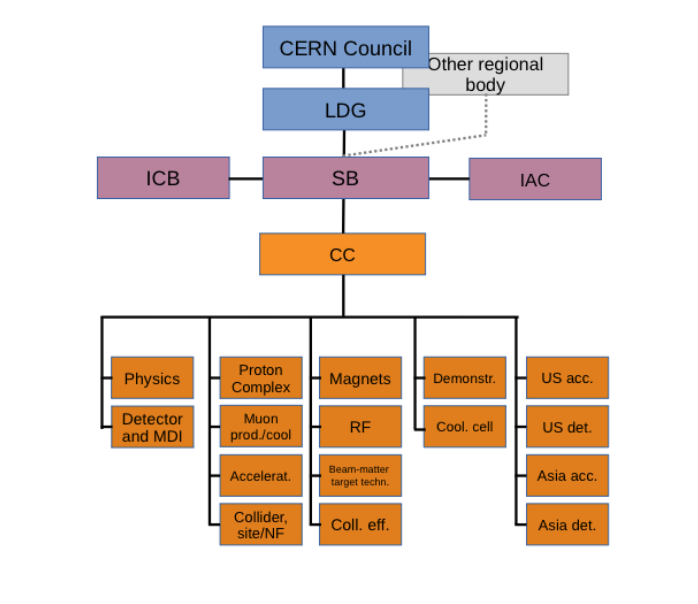 CERN Council
Other regional
body
LDG
ICB
SB
IAC
CC
Physics
Detector
and MDI
Proton
Complex
Muon
prod./cool
Accelerat.
Collider,
site/NF
Magnets
RF
Beam-matter
target techn.
Coll. eff.
Demonstr.
Cool. cell
US acc.
US det.
Asia acc.
Asia det.